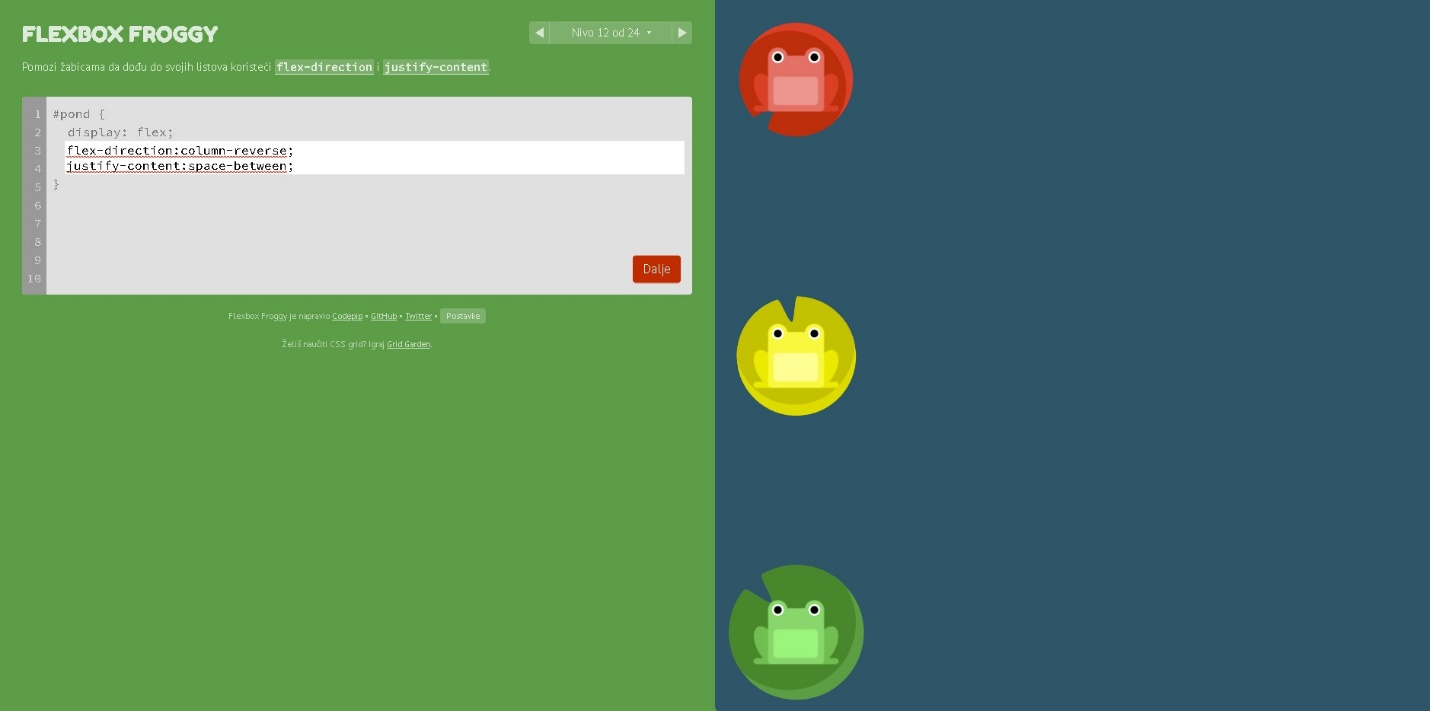 FLEXBOX FROGGY
◀ Nivo 12 od 24 ▾ ▶
Pomozi žabicama da dođu do svojih listova koristeći flex-direction i justify-content.
1 #pond {
2 display: flex;
3 flex-direction:column-reverse;
4 justify-content:space-between;
5 }
6
7
8
9
10
Dalje
Flexbox Froggy je napravio Codepip • GitHub • Twitter • Postavke
Želiš naučiti CSS grid? Igraj Grid Garden.